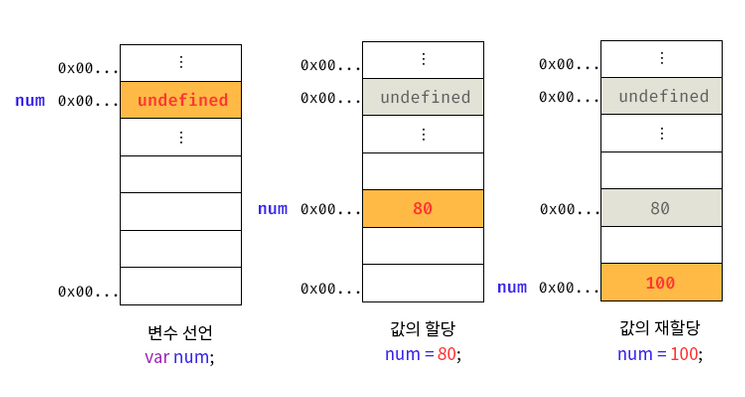 0x00... ⋮
num 0x00... undefined
⋮
0x00...
변수 선언
var num;
0x00... ⋮
0x00... undefined
⋮
num 0x00... 80
0x00...
값의 할당
num = 80;
0x00... ⋮
0x00... undefined
⋮
0x00... 80
num 0x00... 100
값의 재할당
num = 100;